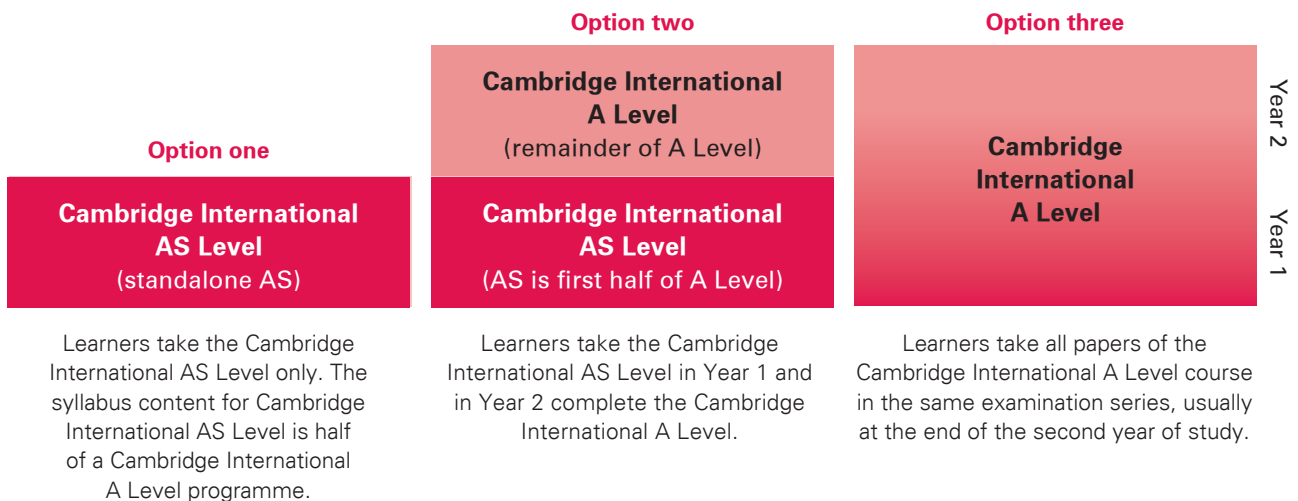 Option one
Cambridge International
AS Level
(standalone AS)
Learners take the Cambridge
International AS Level only. The
syllabus content for Cambridge
International AS Level is half
of a Cambridge International
A Level programme.
Option two
Cambridge International
A Level
(remainder of A Level)
Cambridge International
AS Level
(AS is first half of A Level)
Learners take the Cambridge
International AS Level in Year 1 and
in Year 2 complete the Cambridge
International A Level.
Option three
Cambridge
International
A Level
Learners take all papers of the
Cambridge International A Level course
in the same examination series, usually
at the end of the second year of study.
Year 2
Year 1